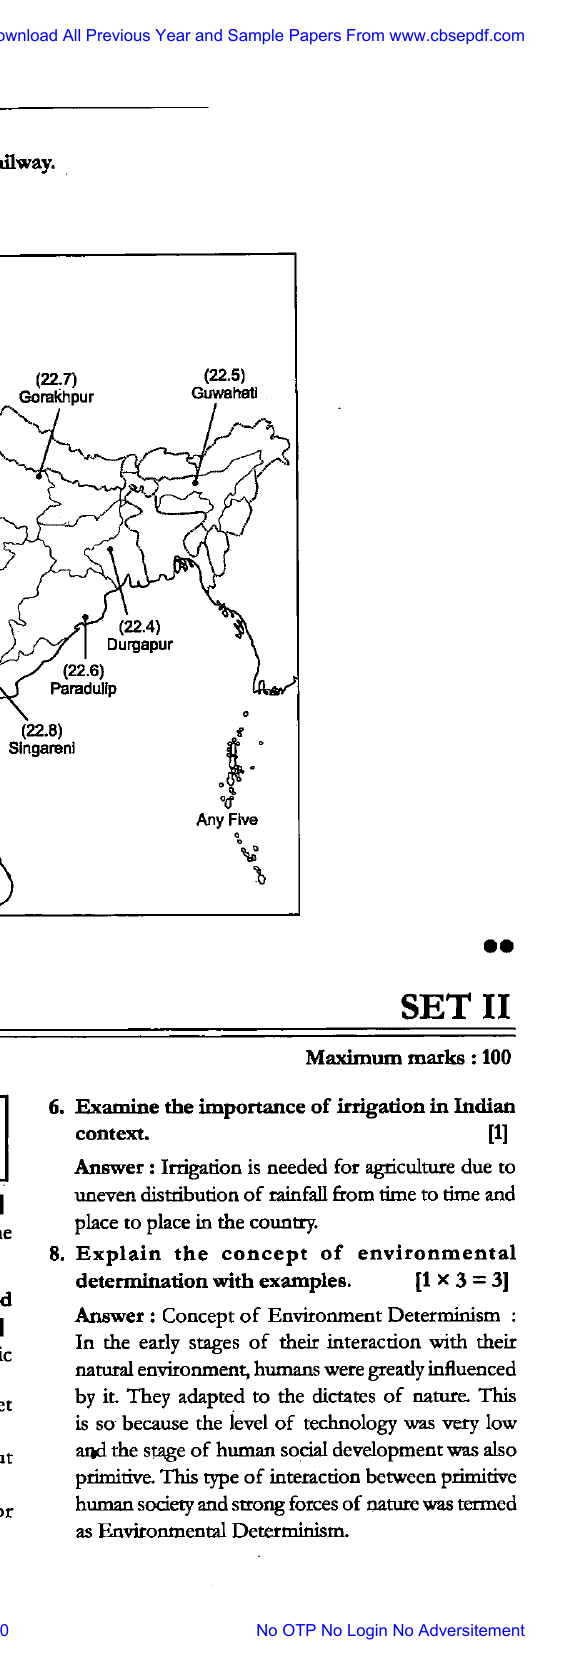 ownload All Previous Year and Sample Papers From www.cbsepdf.com
ailway.
(22.7)
Gorakhpur
(22.5)
Guwahati
(22.4)
Durgapur
(22.6)
Paradulip
(22.8)
Singareni
Any Five
SET II
Maximum marks : 100
6. Examine the importance of irrigation in Indian
context. [1]
Answer : Irrigation is needed for agriculture due to
uneven distribution of rainfall from time to time and
place to place in the country.
8. Explain the concept of environmental
determination with examples. [1 × 3 = 3]
Answer : Concept of Environment Determinism :
In the early stages of their interaction with their
natural environment, humans were greatly influenced
by it. They adapted to the dictates of nature. This
is so because the level of technology was very low
and the stage of human social development was also
primitive. This type of interaction between primitive
human society and strong forces of nature was termed
as Environmental Determinism.
0
No OTP No Login No Adversitement